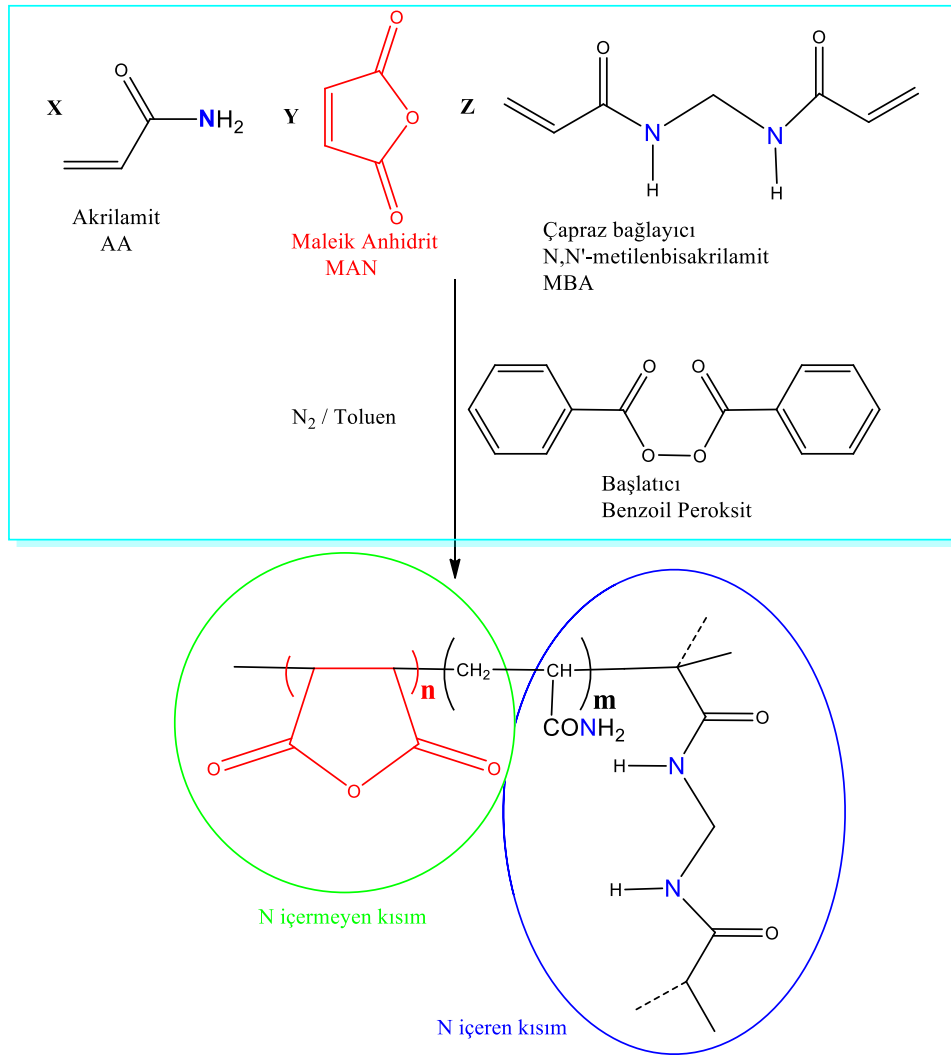 X
O
NH2
Akrilamit
AA
Y
O
O
O
Maleik Anhidrit
MAN
Z
O
O
N
N
H
H
Çapraz bağlayıcı
N,N'-metilenbisakrilamit
MBA
N2 / Toluen
O
O
O
O
Başlatıcı
Benzoil Peroksit
n
CH2
CH
m
CONH2
O
O
O
O
H
N
H
N
O
N içermeyen kısım
N içeren kısım